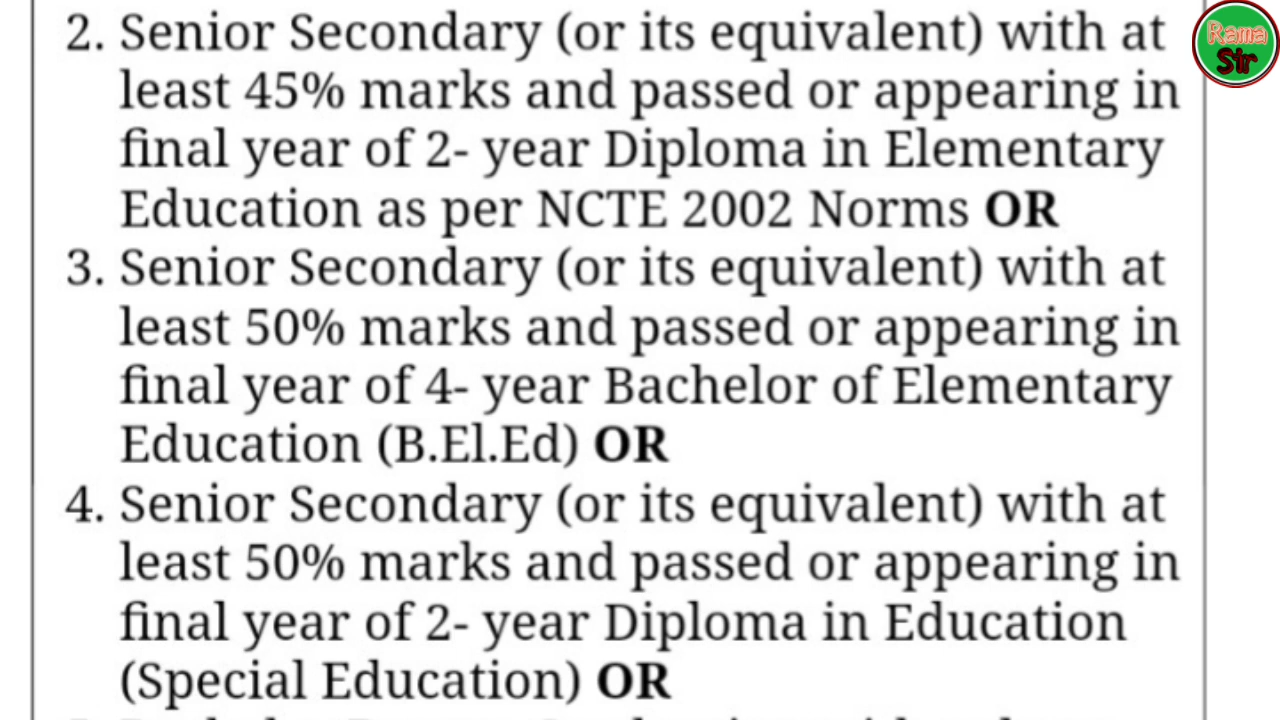 2. Senior Secondary (or its equivalent) with at
least 45% marks and passed or appearing in
final year of 2- year Diploma in Elementary
Education as per NCTE 2002 Norms OR
3. Senior Secondary (or its equivalent) with at
least 50% marks and passed or appearing in
final year of 4- year Bachelor of Elementary
Education (B.El.Ed) OR
4. Senior Secondary (or its equivalent) with at
least 50% marks and passed or appearing in
final year of 2- year Diploma in Education
(Special Education) OR
Rama
Sir